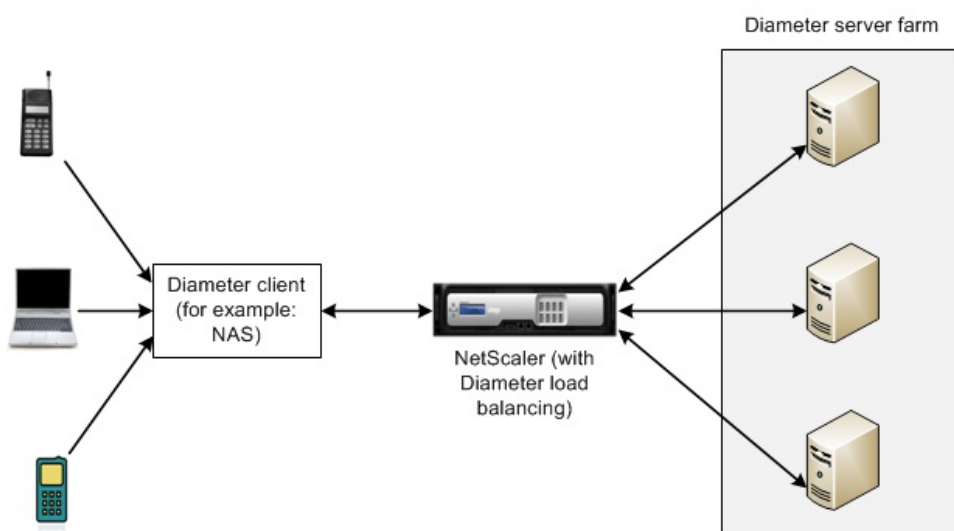 Diameter server farm
Diameter client
(for example:
NAS)
NetScaler (with
Diameter load
balancing)